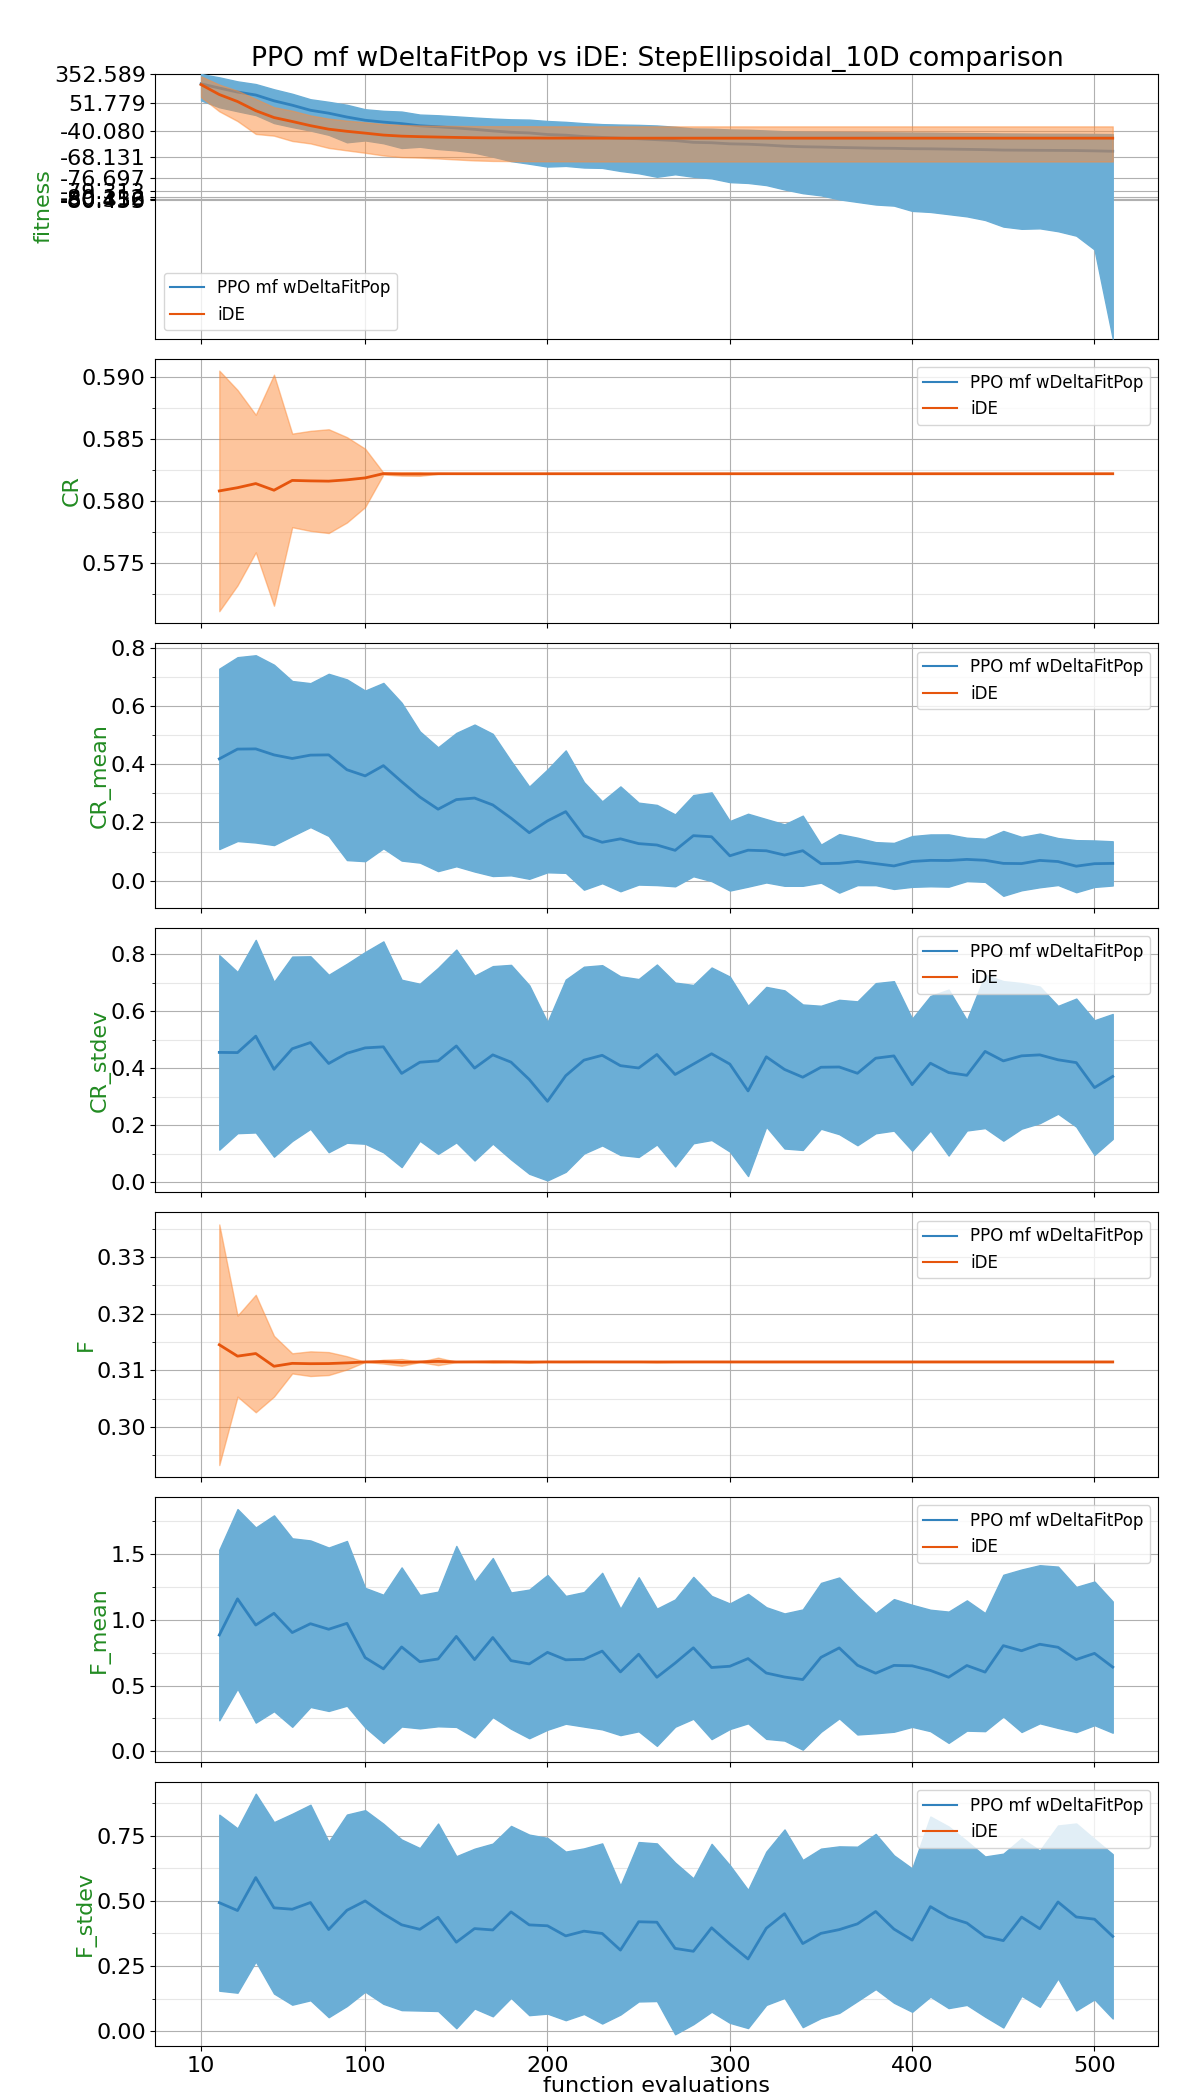 PPO mf wDeltaFitPop vs iDE: StepEllipsoidal_10D comparison
352.589
51.779
-40.080
-68.131
-76.697
fitness
PPO mf wDeltaFitPop
iDE
0.590
0.585
0.580
0.575
CR
PPO mf wDeltaFitPop
iDE
0.8
0.6
0.4
0.2
0.0
CR_mean
PPO mf wDeltaFitPop
iDE
0.8
0.6
0.4
0.2
0.0
CR_stdev
PPO mf wDeltaFitPop
iDE
0.33
0.32
0.31
0.30
F
PPO mf wDeltaFitPop
iDE
1.5
1.0
0.5
0.0
F_mean
PPO mf wDeltaFitPop
iDE
0.75
0.50
0.25
0.00
F_stdev
PPO mf wDeltaFitPop
iDE
10 100 200 300 400 500
function evaluations